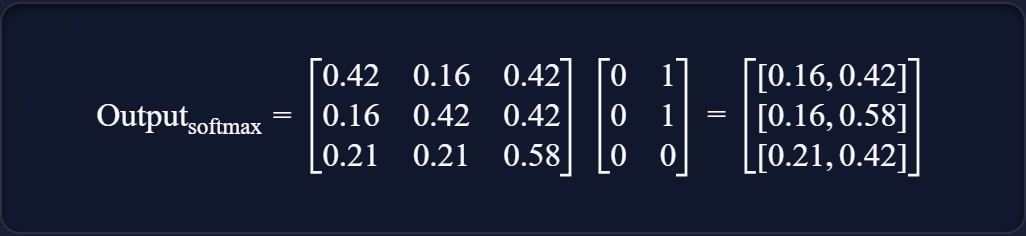 Output_softmax = [0.42 0.16 0.42; 0.16 0.42 0.42; 0.21 0.21 0.58] [0 1; 0 1; 0 0] = [[0.16, 0.42]; [0.16, 0.58]; [0.21, 0.42]]